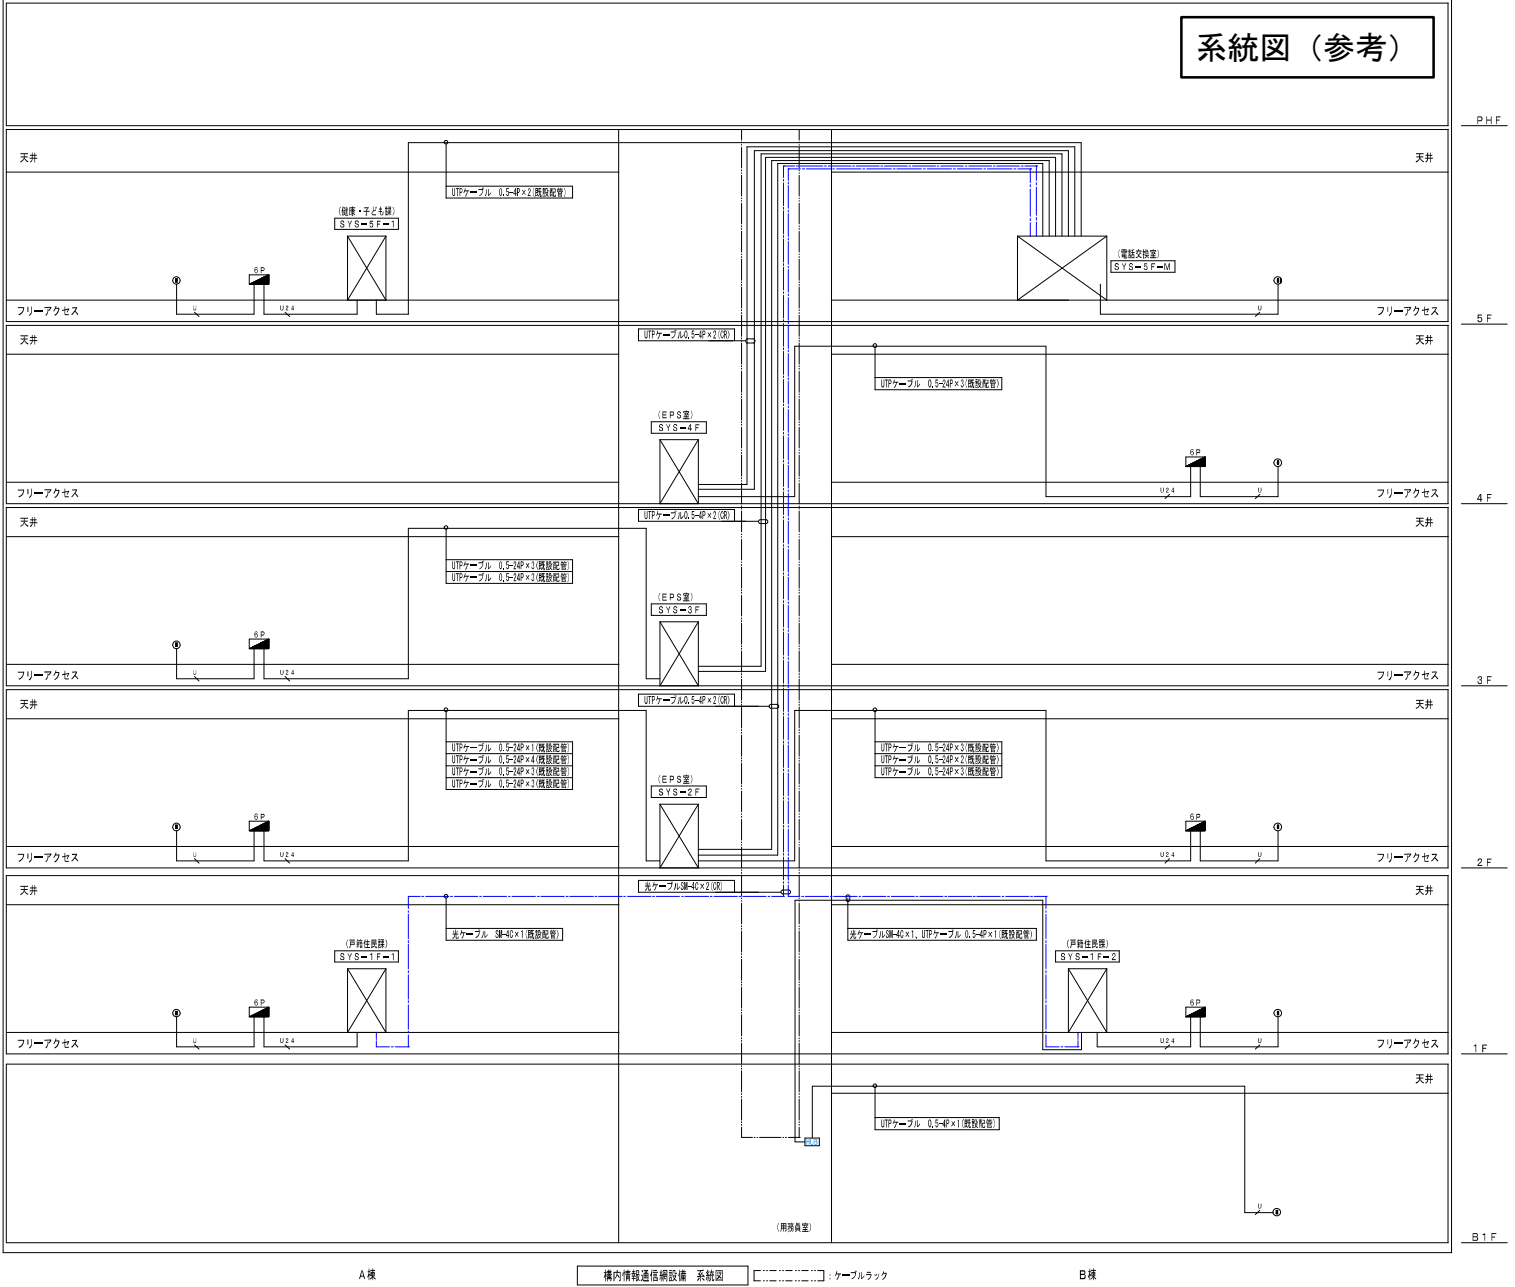 系統図（参考）
PHF
天井
天井
UTPケーブル 0.5-4P×2(既設配管)
(健康・子ども課)
SYS-5F-1
(電話交換室)
SYS-5F-M
6P
フリーアクセス
U
U24
U
フリーアクセス
5F
天井
UTPケーブル0.5-4P×2(CR)
天井
UTPケーブル 0.5-24P×3(既設配管)
(EPS室)
SYS-4F
6P
フリーアクセス
U24
U
フリーアクセス
4F
天井
UTPケーブル0.5-4P×2(CR)
天井
UTPケーブル 0.5-24P×3(既設配管)
UTPケーブル 0.5-24P×3(既設配管)
(EPS室)
SYS-3F
6P
フリーアクセス
U
U24
フリーアクセス
3F
天井
UTPケーブル0.5-4P×2(CR)
天井
UTPケーブル 0.5-24P×1(既設配管)
UTPケーブル 0.5-24P×4(既設配管)
UTPケーブル 0.5-24P×3(既設配管)
UTPケーブル 0.5-24P×3(既設配管)
UTPケーブル 0.5-24P×3(既設配管)
UTPケーブル 0.5-24P×2(既設配管)
UTPケーブル 0.5-24P×3(既設配管)
(EPS室)
SYS-2F
6P
6P
フリーアクセス
U
U24
U24
U
フリーアクセス
2F
天井
光ケーブルSM-4C×2(CR)
天井
光ケーブル SM-4C×1(既設配管)
光ケーブルSM-4C×1、UTPケーブル 0.5-4P×1(既設配管)
(戸籍住民課)
SYS-1F-1
(戸籍住民課)
SYS-1F-2
6P
6P
フリーアクセス
U
U24
U24
U
フリーアクセス
1F
天井
UTPケーブル 0.5-4P×1(既設配管)
U
(用務員室)
B1F
A棟
構内情報通信網設備 系統図
：ケーブルラック
B棟